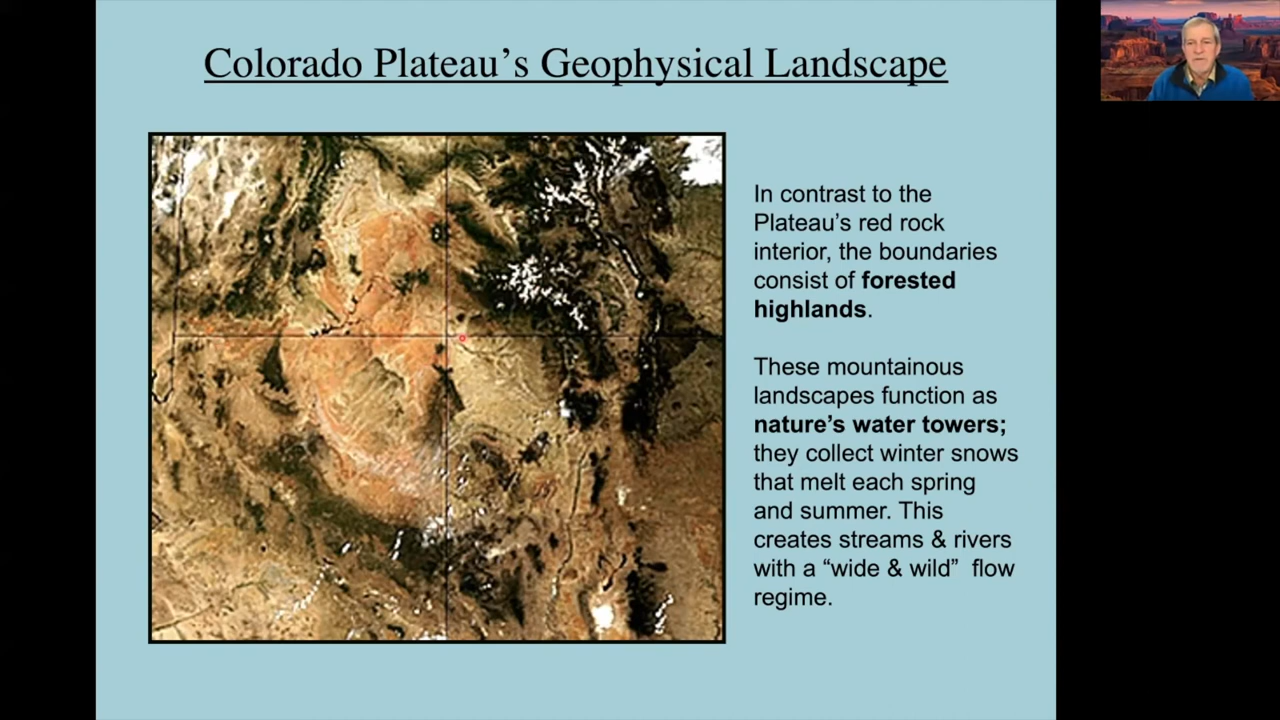 Colorado Plateau’s Geophysical Landscape
In contrast to the
Plateau’s red rock
interior, the boundaries
consist of forested
highlands.
These mountainous
landscapes function as
nature’s water towers;
they collect winter snows
that melt each spring
and summer. This
creates streams & rivers
with a “wide & wild”  flow
regime.